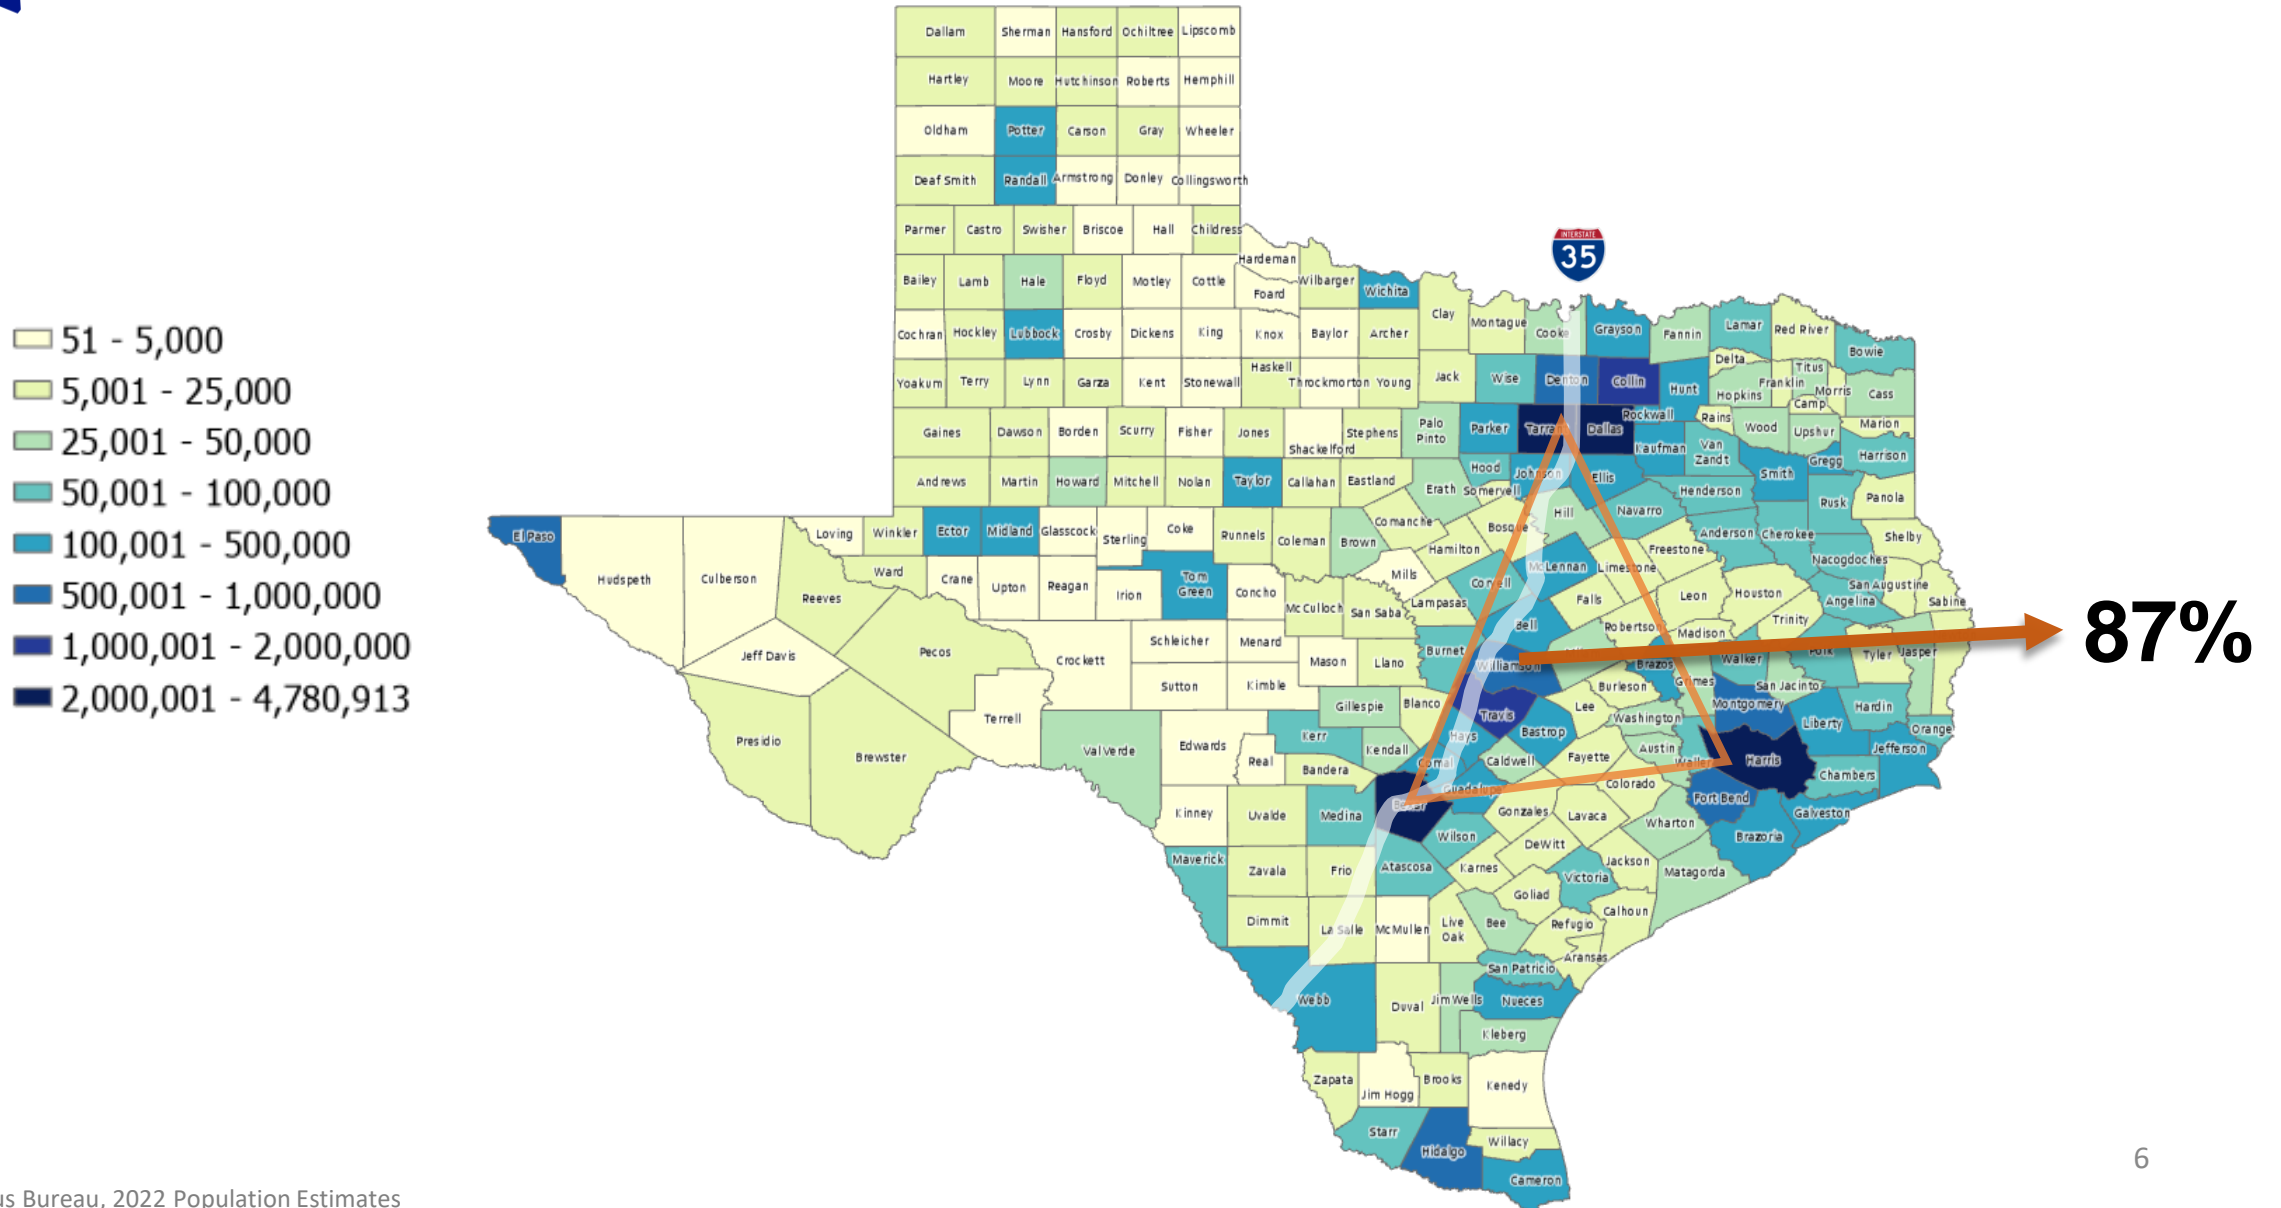 Dallam Sherman Hansford Ochiltree Lipscomb
Hartley Moore Hutchinson Roberts Hemphill
Oldham Potter Carson Gray Wheeler
Deaf Smith Randall Armstrong Donley Collingsworth
Parmer Castro Swisher Briscoe Hall Childress
INTERSTATE
35
Hardeman
Bailey Lamb Hale Floyd Motley Cottle Foard Wilbarger Wichita
Clay Montague Cooke Grayson Fannin Lamar Red River
Bowie
Cochran Hockley Lubbock Crosby Dickens King Knox Baylor Archer
Delta Titus
Yoakum Terry Lynn Garza Kent Stonewall Haskell Throckmorton Young Jack Wise Denton Collin Hunt Hopkins Franklin Morris Cass
Camp
Gaines Dawson Borden Scurry Fisher Jones Shackelford Stephens Palo
Pinto Parker Dallas Rockwall Rains Wood Upshur Marion
Kaufman Van
Zandt Smith Gregg Harrison
Andrews Martin Howard Mitchell Nolan Taylor Callahan Eastland Erath Hood Somervell Johnson Ellis Henderson Rusk Panola
Navarro
El Paso Hudspeth Culberson Loving Winkler Ector Midland Glasscock Sterling Coke Runnels Coleman Brown Comanche Bosque Hill Anderson Cherokee Shelby
Hamilton Freestone Nacogdoches
Reeves Ward Crane Upton Reagan Irion Tom
Green Concho McCulloch San Saba Mills Coryell McLennan Limestone
Lampasas Falls Leon Houston Angelina San Augustine Sabine
Jeff Davis Pecos Crockett Schleicher Menard Bell Robertson Madison Trinity
Mason Llano Burnet Williamson Brazos Walker Polk Tyler Jasper
Sutton Kimble Burleson Grimes San Jacinto
Terrell Gillespie Blanco Travis Lee Washington Montgomery Liberty Hardin
Presidio Brewster Val Verde Edwards Kerr Kendall Hays Bastrop Orange
Real Bandera Comal Caldwell Fayette Austin Waller Harris Jefferson
Chambers
Kinney Uvalde Medina Bexar Guadalupe Gonzales Lavaca Colorado Fort Bend Galveston
Wilson Wharton Brazoria
Maverick Zavala Frio Atascosa Karnes DeWitt Jackson Matagorda
Victoria
Goliad
Dimmit La Salle McMullen Live
Oak Bee Refugio Calhoun
Aransas
San Patricio
Webb Duval Jim Wells Nueces
Kleberg
Zapata Jim Hogg Brooks Kenedy
Starr Hidalgo Willacy
Cameron
51 - 5,000
5,001 - 25,000
25,001 - 50,000
50,001 - 100,000
100,001 - 500,000
500,001 - 1,000,000
1,000,001 - 2,000,000
2,000,001 - 4,780,913
87%
6
us Bureau, 2022 Population Estimates